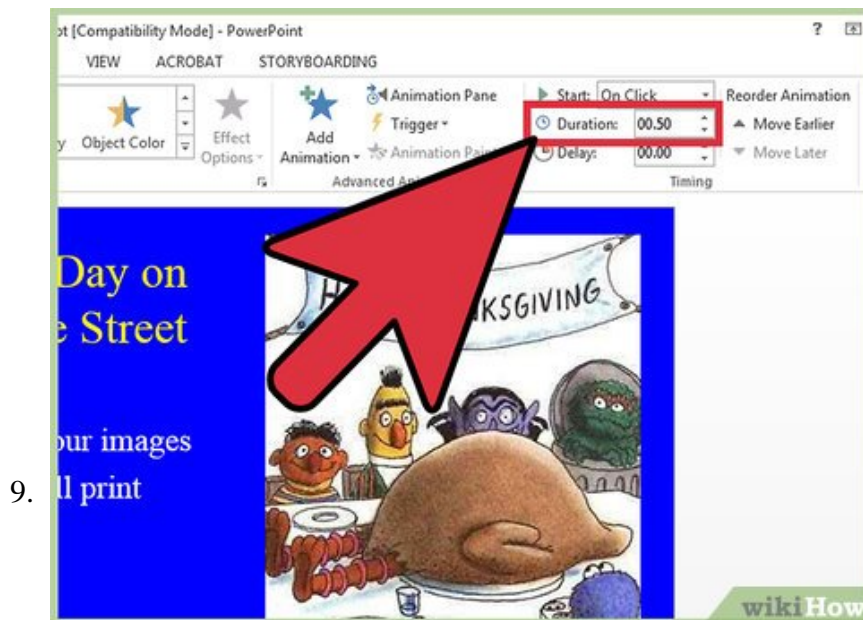 pt [Compatibility Mode] - PowerPoint ?
VIEW ACROBAT STORYBOARDING
y Object Color
Effect Options
Add Animation
Animation Pane
Trigger
Animation
Advanced
Start: On Click
Duration: 00.50
Delay: 00.00
Timing
Reorder Animation
Move Earlier
Move Later
Day on
e Street
our images
ll print
H
KSGIVING
9.
wikiHow